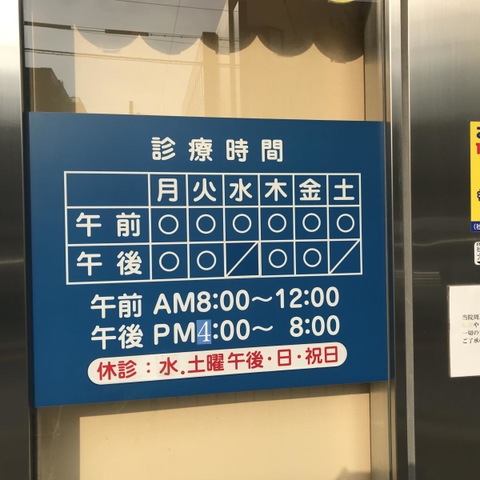 診療時間
月 火 水 木 金 土
午前 ○ ○ ○ ○ ○ ○
午後 ○ ○ ／ ○ ○ ／
午前 AM8:00～12:00
午後 PM4:00～ 8:00
休診：水.土曜午後・日・祝日